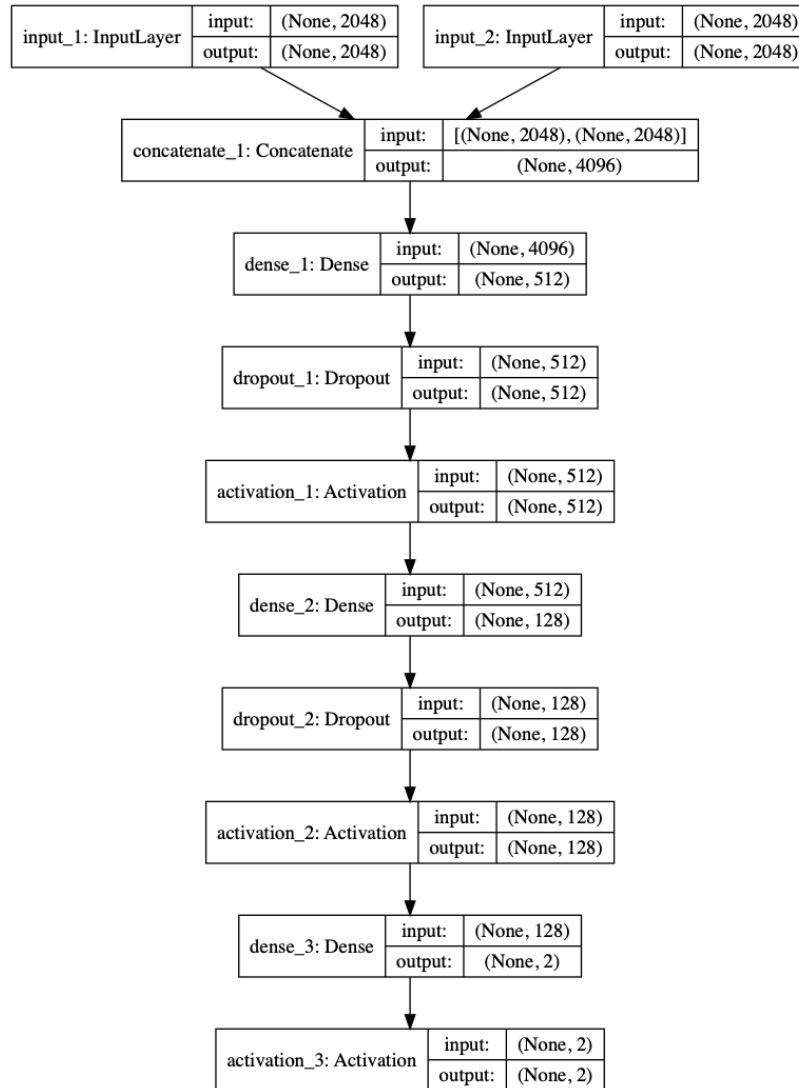 input_1: InputLayer input: (None, 2048)
output: (None, 2048)
input_2: InputLayer input: (None, 2048)
output: (None, 2048)
concatenate_1: Concatenate input: [(None, 2048), (None, 2048)]
output: (None, 4096)
dense_1: Dense input: (None, 4096)
output: (None, 512)
dropout_1: Dropout input: (None, 512)
output: (None, 512)
activation_1: Activation input: (None, 512)
output: (None, 512)
dense_2: Dense input: (None, 512)
output: (None, 128)
dropout_2: Dropout input: (None, 128)
output: (None, 128)
activation_2: Activation input: (None, 128)
output: (None, 128)
dense_3: Dense input: (None, 128)
output: (None, 2)
activation_3: Activation input: (None, 2)
output: (None, 2)